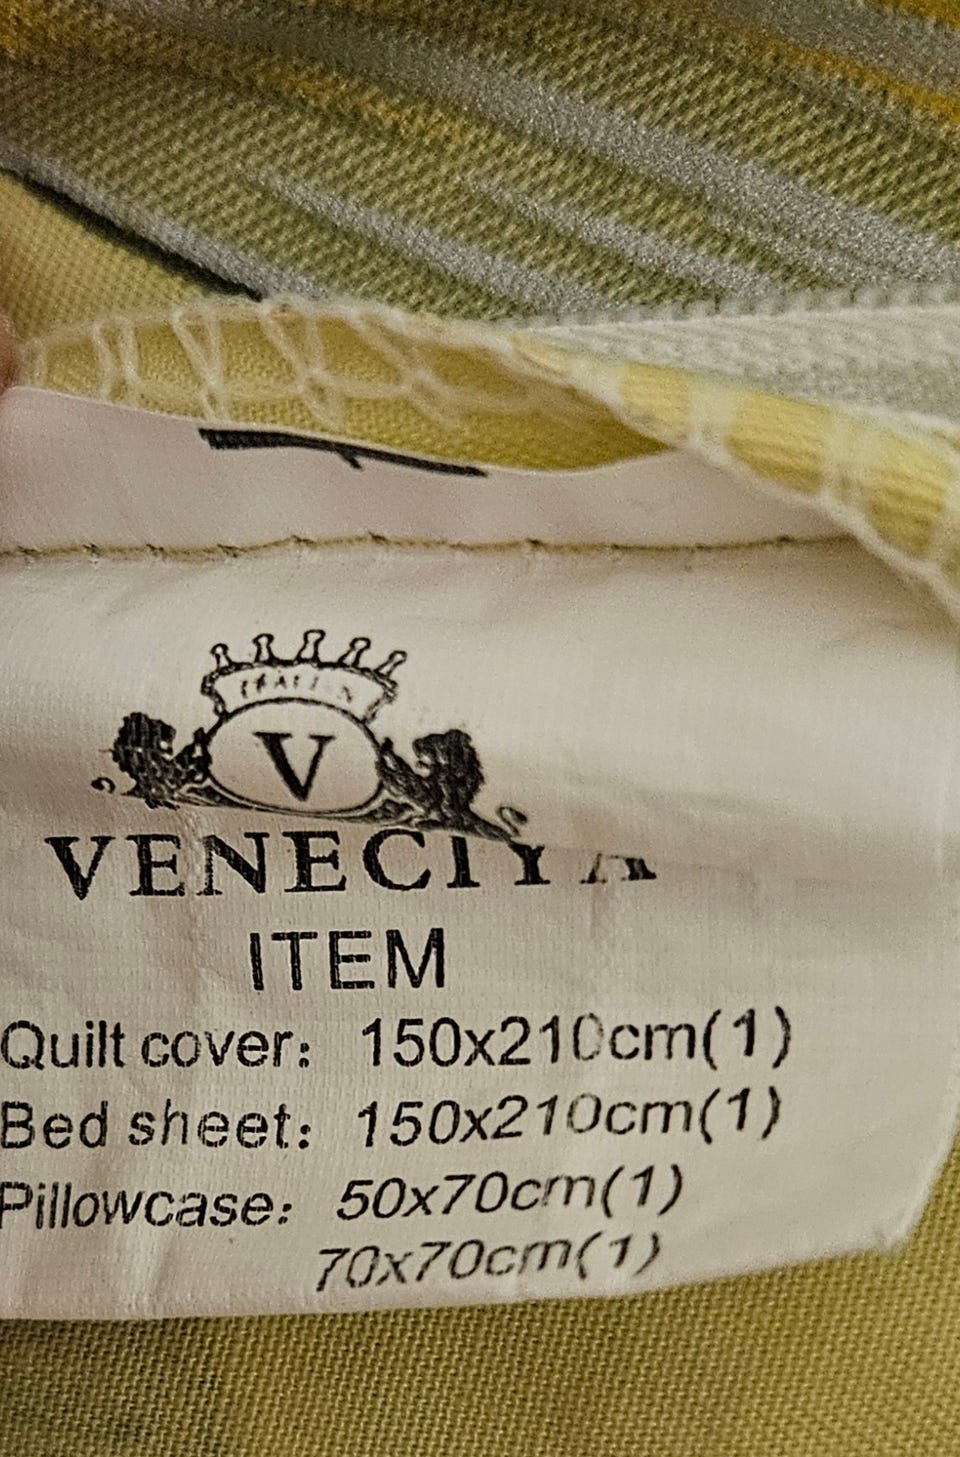 V
VENECIYA
ITEM
Quilt cover: 150x210cm(1)
Bed sheet: 150x210cm(1)
Pillowcase: 50x70cm(1)
70x70cm(1)